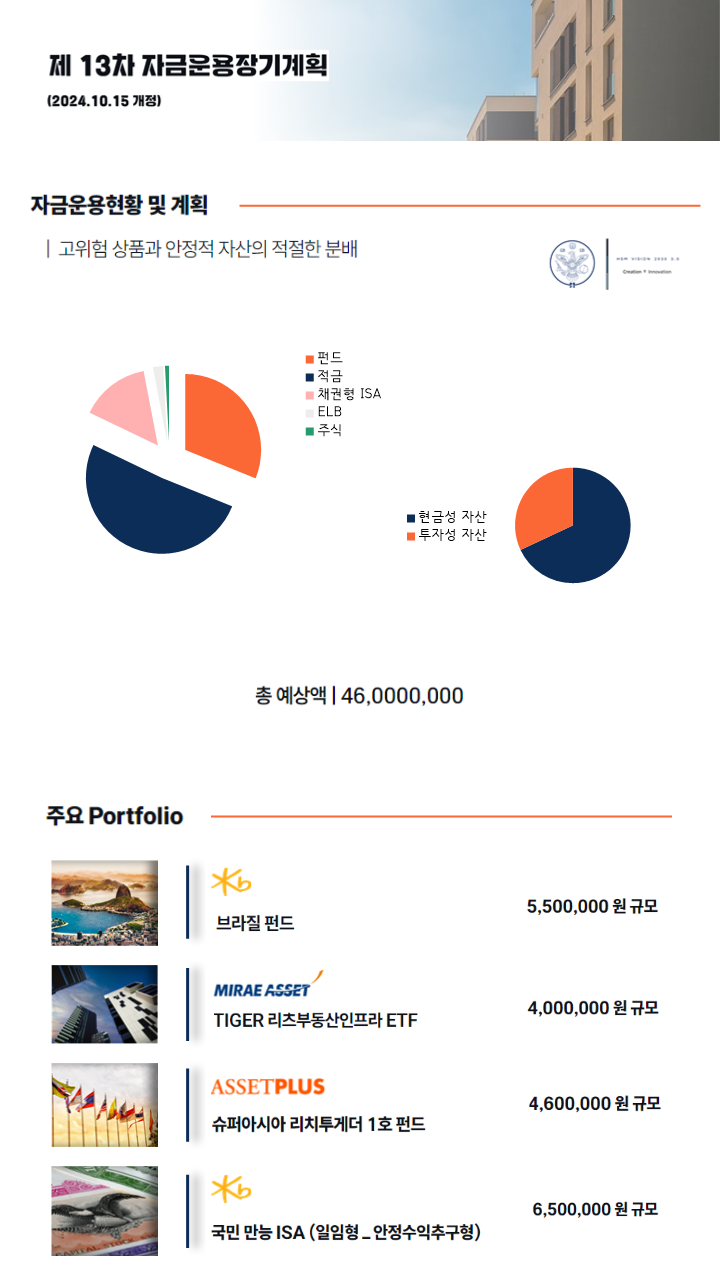 제 13차 자금운용장기계획
(2024.10.15 개정)
자금운용현황 및 계획
| 고위험 상품과 안정적 자산의 적절한 분배
Creation + Innovation
펀드
적금
채권형 ISA
ELB
주식
현금성 자산
투자성 자산
총 예상액 | 46,0000,000
주요 Portfolio
Kb
브라질 펀드
5,500,000 원 규모
MIRAE ASSET
TIGER 리츠부동산인프라 ETF
4,000,000 원 규모
ASSETPLUS
슈퍼아시아 리치투게더 1호 펀드
4,600,000 원 규모
Kb
국민 만능 ISA (일임형 _ 안정수익추구형)
6,500,000 원 규모